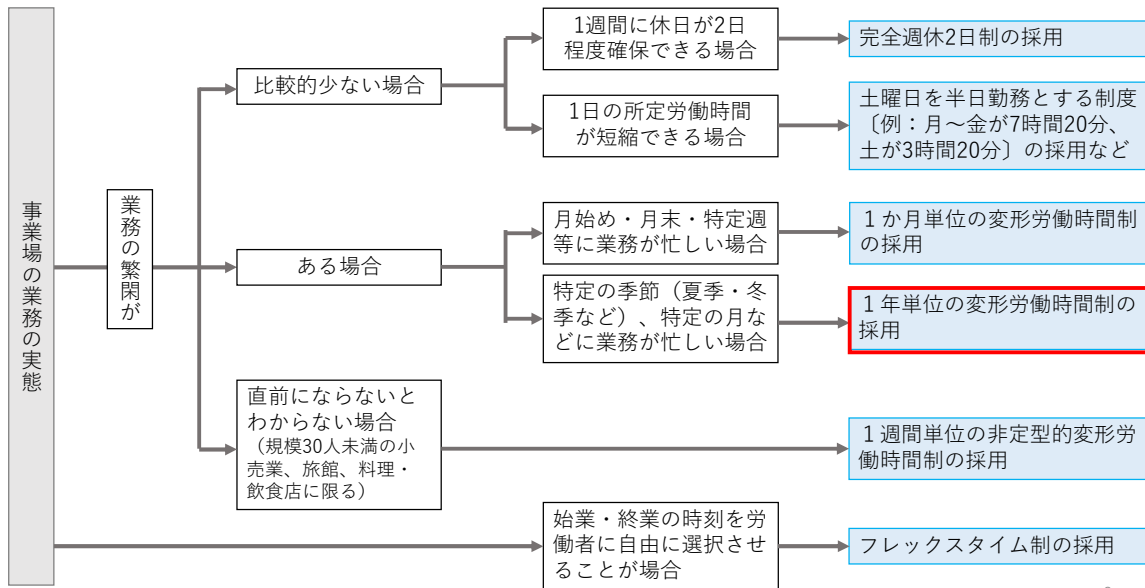 事業場の業務の実態
業務の繁閑が
比較的少ない場合
1週間に休日が2日
程度確保できる場合
完全週休2日制の採用
1日の所定労働時間
が短縮できる場合
土曜日を半日勤務とする制度
〔例：月～金が7時間20分、
土が3時間20分〕の採用など
ある場合
月始め・月末・特定週
等に業務が忙しい場合
１か月単位の変形労働時間制
の採用
特定の季節（夏季・冬
季など）、特定の月な
どに業務が忙しい場合
１年単位の変形労働時間制の
採用
直前にならないと
わからない場合
（規模30人未満の小
売業、旅館、料理・
飲食店に限る）
１週間単位の非定型的変形労
働時間制の採用
始業・終業の時刻を労
働者に自由に選択させ
ることが場合
フレックスタイム制の採用